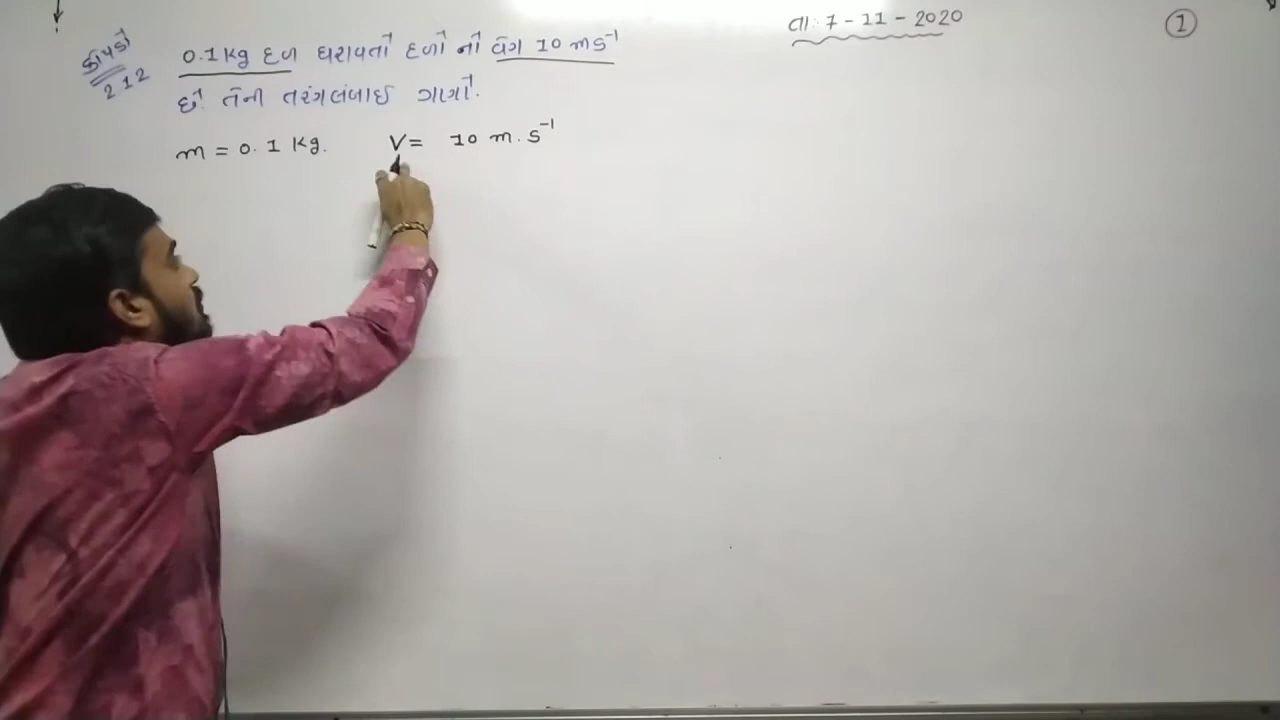 તા: 7-11-2020
1
દાખલો 212
0.1 kg દળ ધરાવતાં દળાં નો વેગ 10 ms⁻¹
છે. તેની તરંગલંબાઈ ગણો.
m = 0.1 kg. V = 10 m.s⁻¹